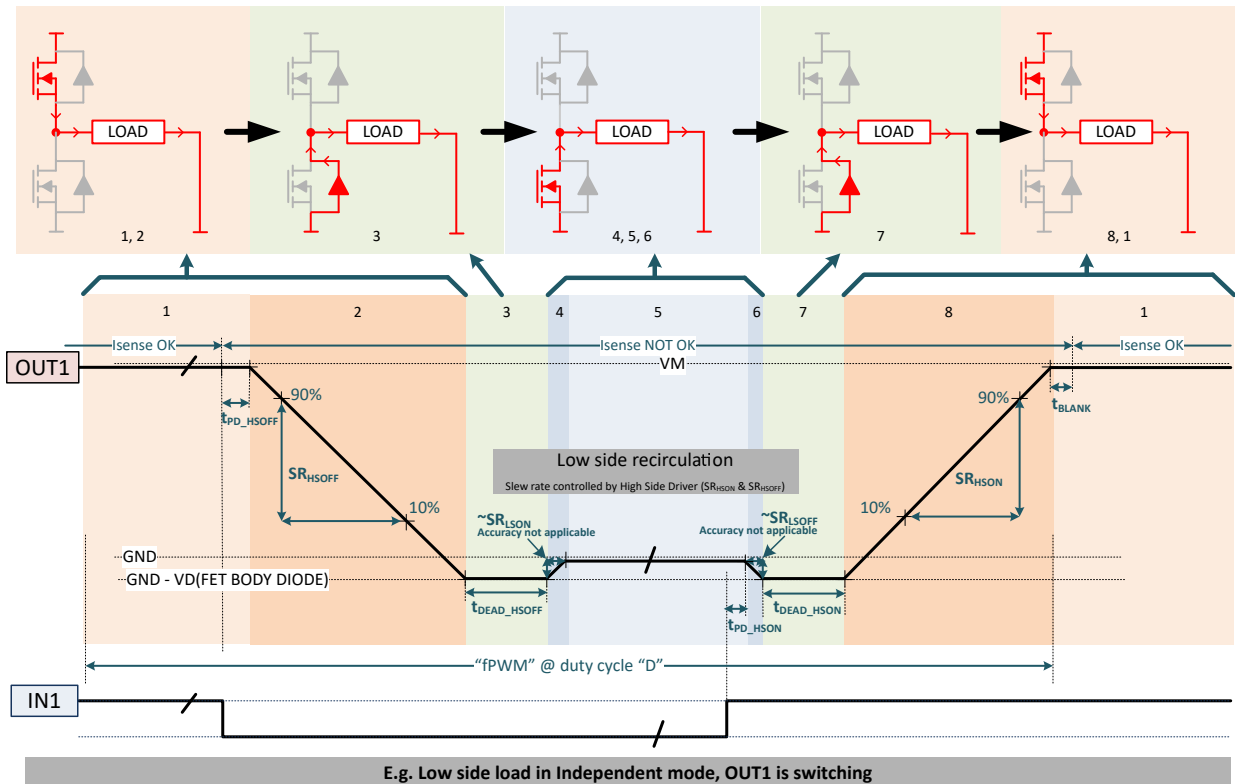 LOAD
LOAD
LOAD
LOAD
LOAD
1, 2
3
4, 5, 6
7
8, 1
1
2
3
4
5
6
7
8
1
Isense OK
Isense NOT OK
Isense OK
OUT1
VM
90%
90%
tPD_HSOFF
tBLANK
Low side recirculation
Slew rate controlled by High Side Driver (SRHSON & SRHSOFF)
SRHSOFF
SRHSON
10%
10%
~SRLSON
Accuracy not applicable
~SRLSOFF
Accuracy not applicable
GND
GND - VD(FET BODY DIODE)
tDEAD_HSOFF
tDEAD_HSON
tPD_HSON
"fPWM" @ duty cycle "D"
IN1
E.g. Low side load in Independent mode, OUT1 is switching